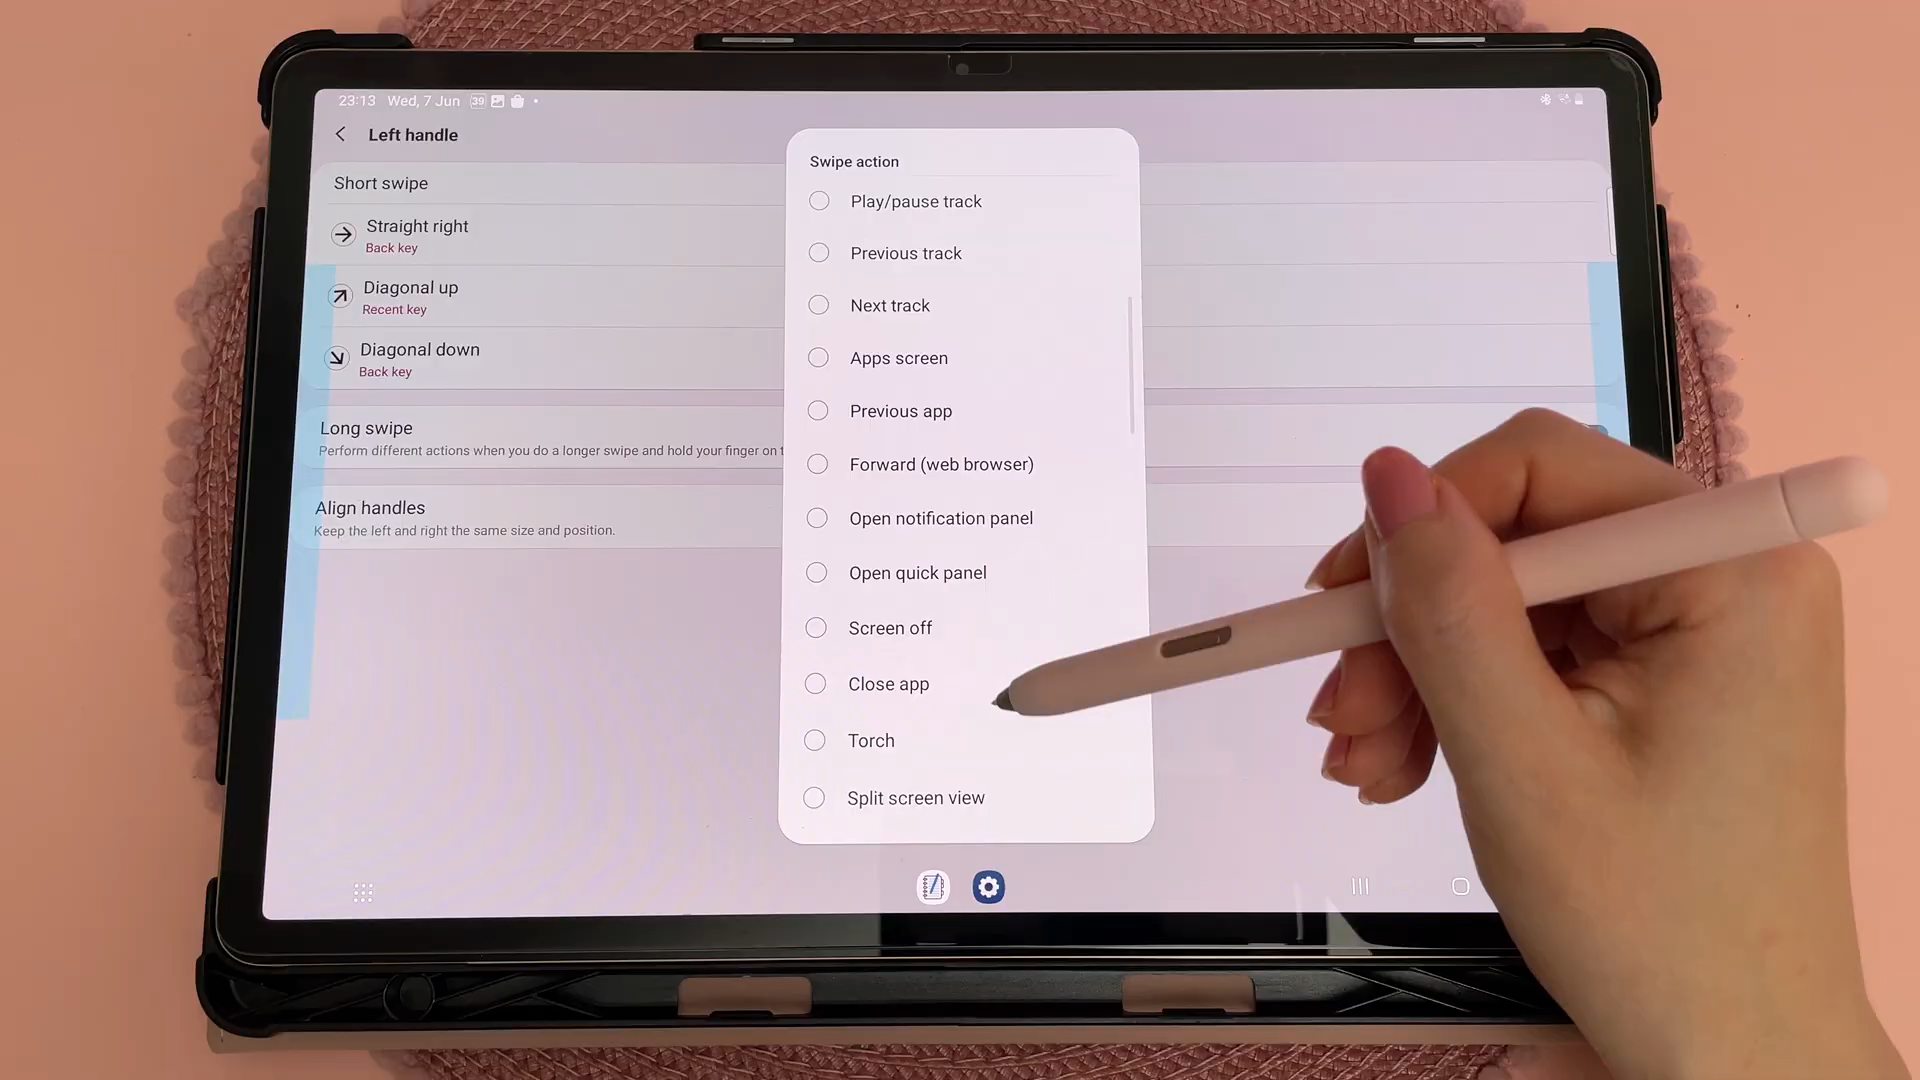 23:13 Wed, 7 Jun 39
Left handle
Short swipe
Straight right
Back key
Diagonal up
Recent key
Diagonal down
Back key
Long swipe
Perform different actions when you do a longer swipe and hold your finger on t
Align handles
Keep the left and right the same size and position.
Swipe action
Play/pause track
Previous track
Next track
Apps screen
Previous app
Forward (web browser)
Open notification panel
Open quick panel
Screen off
Close app
Torch
Split screen view